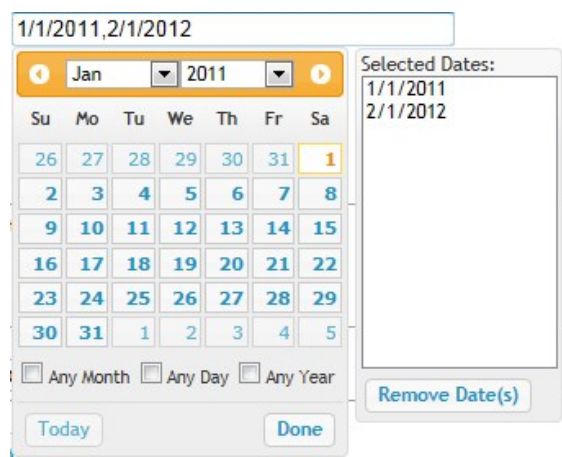 1/1/2011,2/1/2012
Jan 2011
Su Mo Tu We Th Fr Sa
26 27 28 29 30 31 1
2 3 4 5 6 7 8
9 10 11 12 13 14 15
16 17 18 19 20 21 22
23 24 25 26 27 28 29
30 31 1 2 3 4 5
Any Month Any Day Any Year
Today Done
Selected Dates:
1/1/2011
2/1/2012
Remove Date(s)